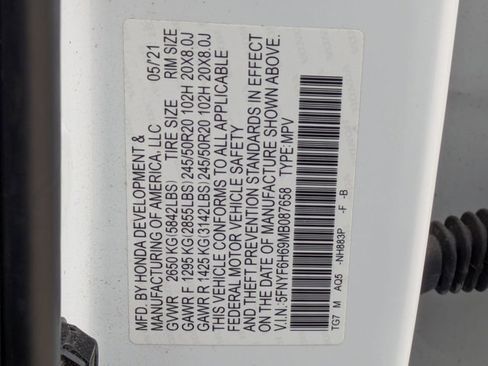 MFD. BY HONDA DEVELOPMENT &
MANUFACTURING OF AMERICA, LLC 05/'21
GVWR 2650 KG(5842LBS) TIRE SIZE RIM SIZE
GAWR F 1295 KG(2855LBS)245/50R20 102H 20X8.0J
GAWR R 1425 KG(3142LBS)245/50R20 102H 20X8.0J
THIS VEHICLE CONFORMS TO ALL APPLICABLE
FEDERAL MOTOR VEHICLE SAFETY
AND THEFT PREVENTION STANDARDS IN EFFECT
ON THE DATE OF MANUFACTURE SHOWN ABOVE.
V.I.N.:5FNYF6H69MB087658 TYPE:MPV
TG7 M AQ5 -NH883P -F -B